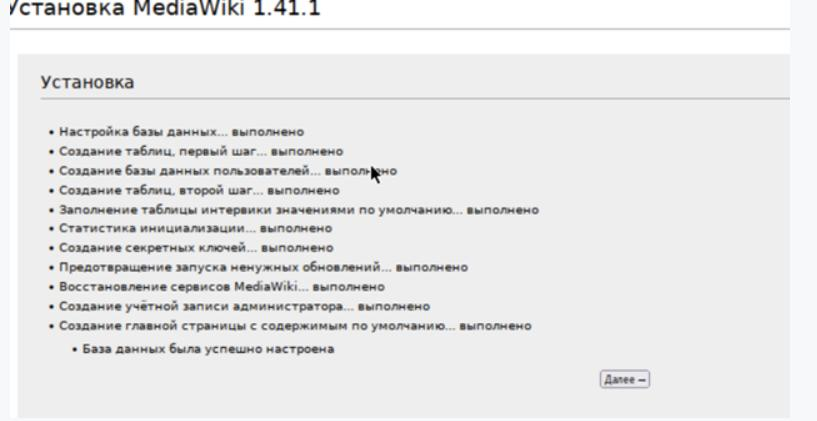 Установка MediaWiki 1.41.1
Установка
• Настройка базы данных... выполнено
• Создание таблиц, первый шаг... выполнено
• Создание базы данных пользователей... выполнено
• Создание таблиц, второй шаг... выполнено
• Заполнение таблицы интервики значениями по умолчанию... выполнено
• Статистика инициализации... выполнено
• Создание секретных ключей... выполнено
• Предотвращение запуска ненужных обновлений... выполнено
• Восстановление сервисов MediaWiki... выполнено
• Создание учётной записи администратора... выполнено
• Создание главной страницы с содержимым по умолчанию... выполнено
• База данных была успешно настроена
Далее →